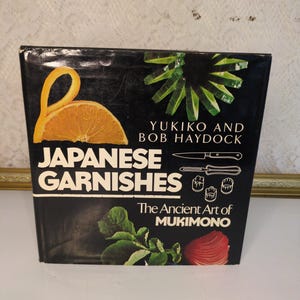 YUKIKO AND
BOB HAYDOCK
JAPANESE
GARNISHES
The Ancient Art of
MUKIMONO